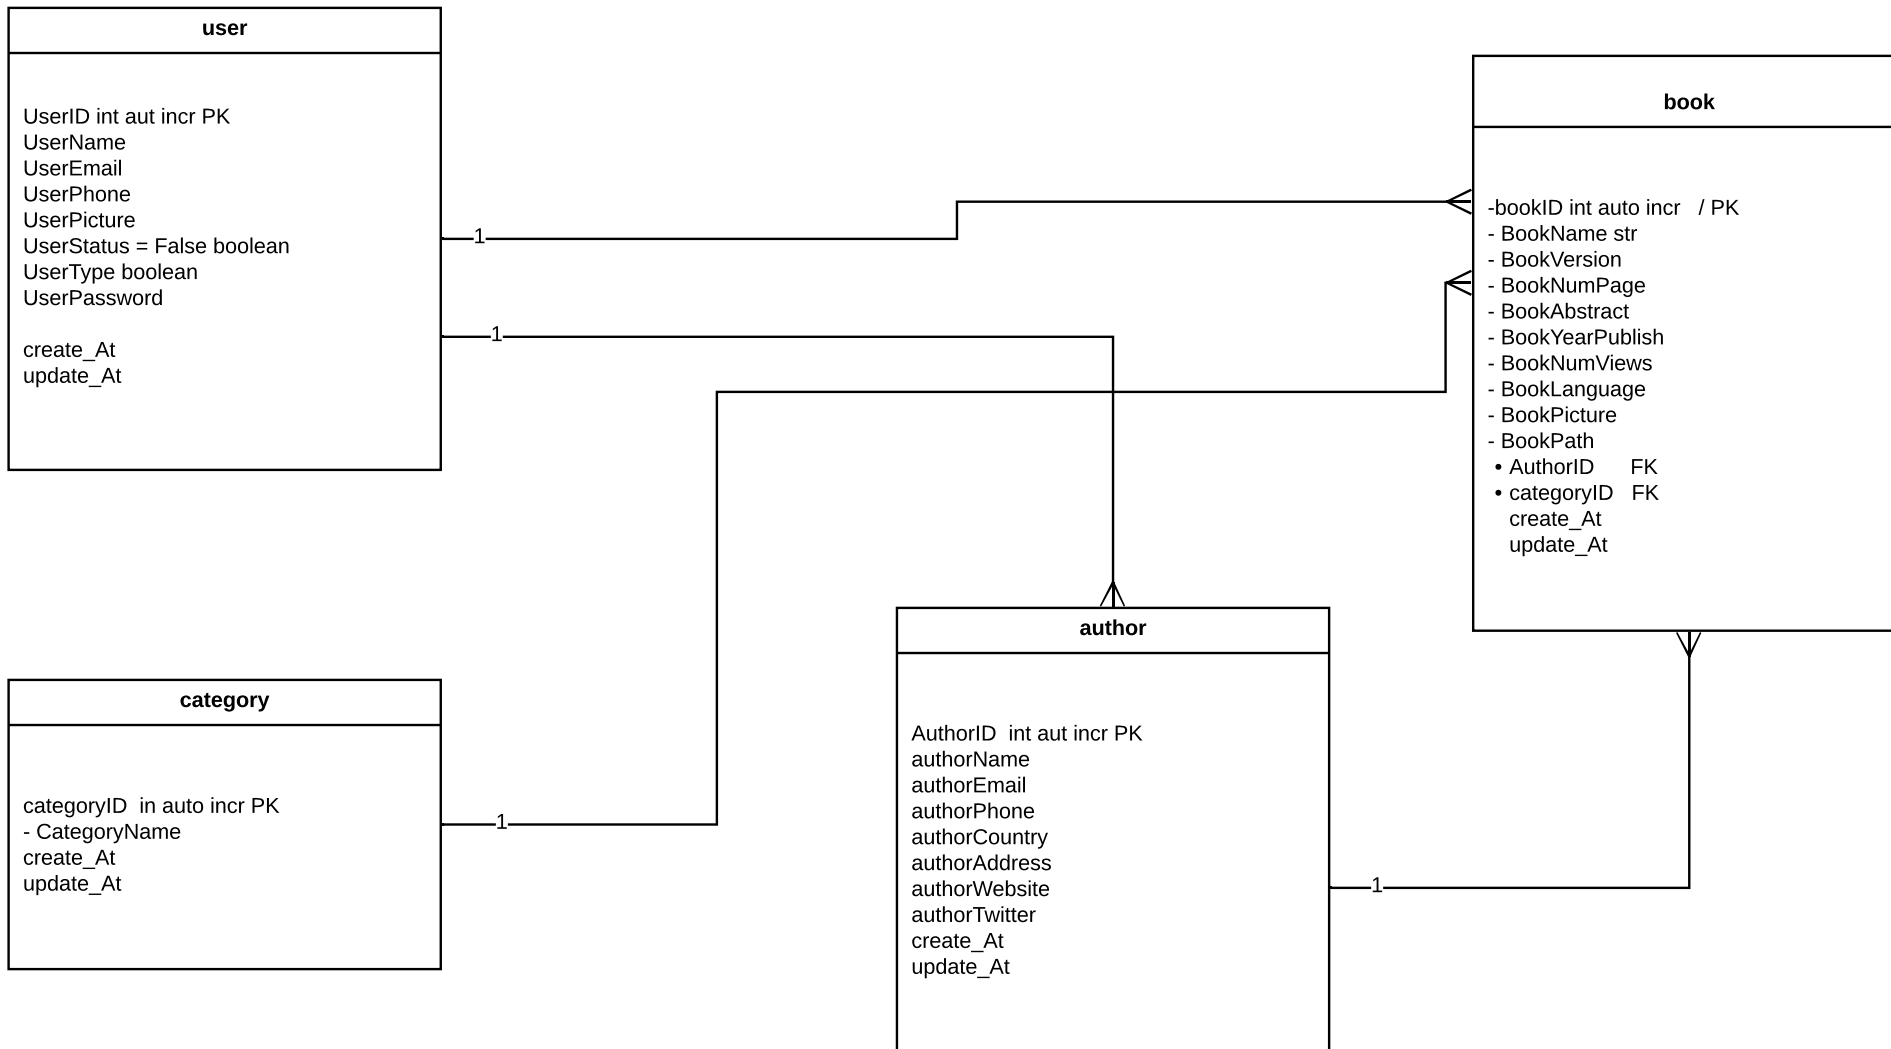 user
UserID int aut incr PK
UserName
UserEmail
UserPhone
UserPicture
UserStatus = False boolean
UserType boolean
UserPassword
create_At
update_At
1
1
book
-bookID int auto incr / PK
- BookName str
- BookVersion
- BookNumPage
- BookAbstract
- BookYearPublish
- BookNumViews
- BookLanguage
- BookPicture
- BookPath
• AuthorID FK
• categoryID FK
create_At
update_At
category
categoryID in auto incr PK
- CategoryName
create_At
update_At
1
author
AuthorID int aut incr PK
authorName
authorEmail
authorPhone
authorCountry
authorAddress
authorWebsite
authorTwitter
create_At
update_At
1